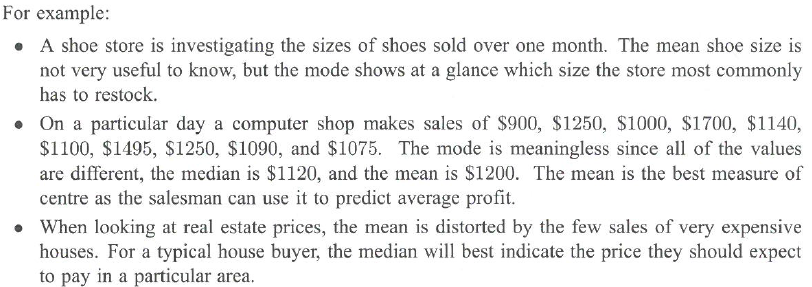 For example:
• A shoe store is investigating the sizes of shoes sold over one month. The mean shoe size is
not very useful to know, but the mode shows at a glance which size the store most commonly
has to restock.
• On a particular day a computer shop makes sales of $900, $1250, $1000, $1700, $1140,
$1100, $1495, $1250, $1090, and $1075. The mode is meaningless since all of the values
are different, the median is $1120, and the mean is $1200. The mean is the best measure of
centre as the salesman can use it to predict average profit.
• When looking at real estate prices, the mean is distorted by the few sales of very expensive
houses. For a typical house buyer, the median will best indicate the price they should expect
to pay in a particular area.